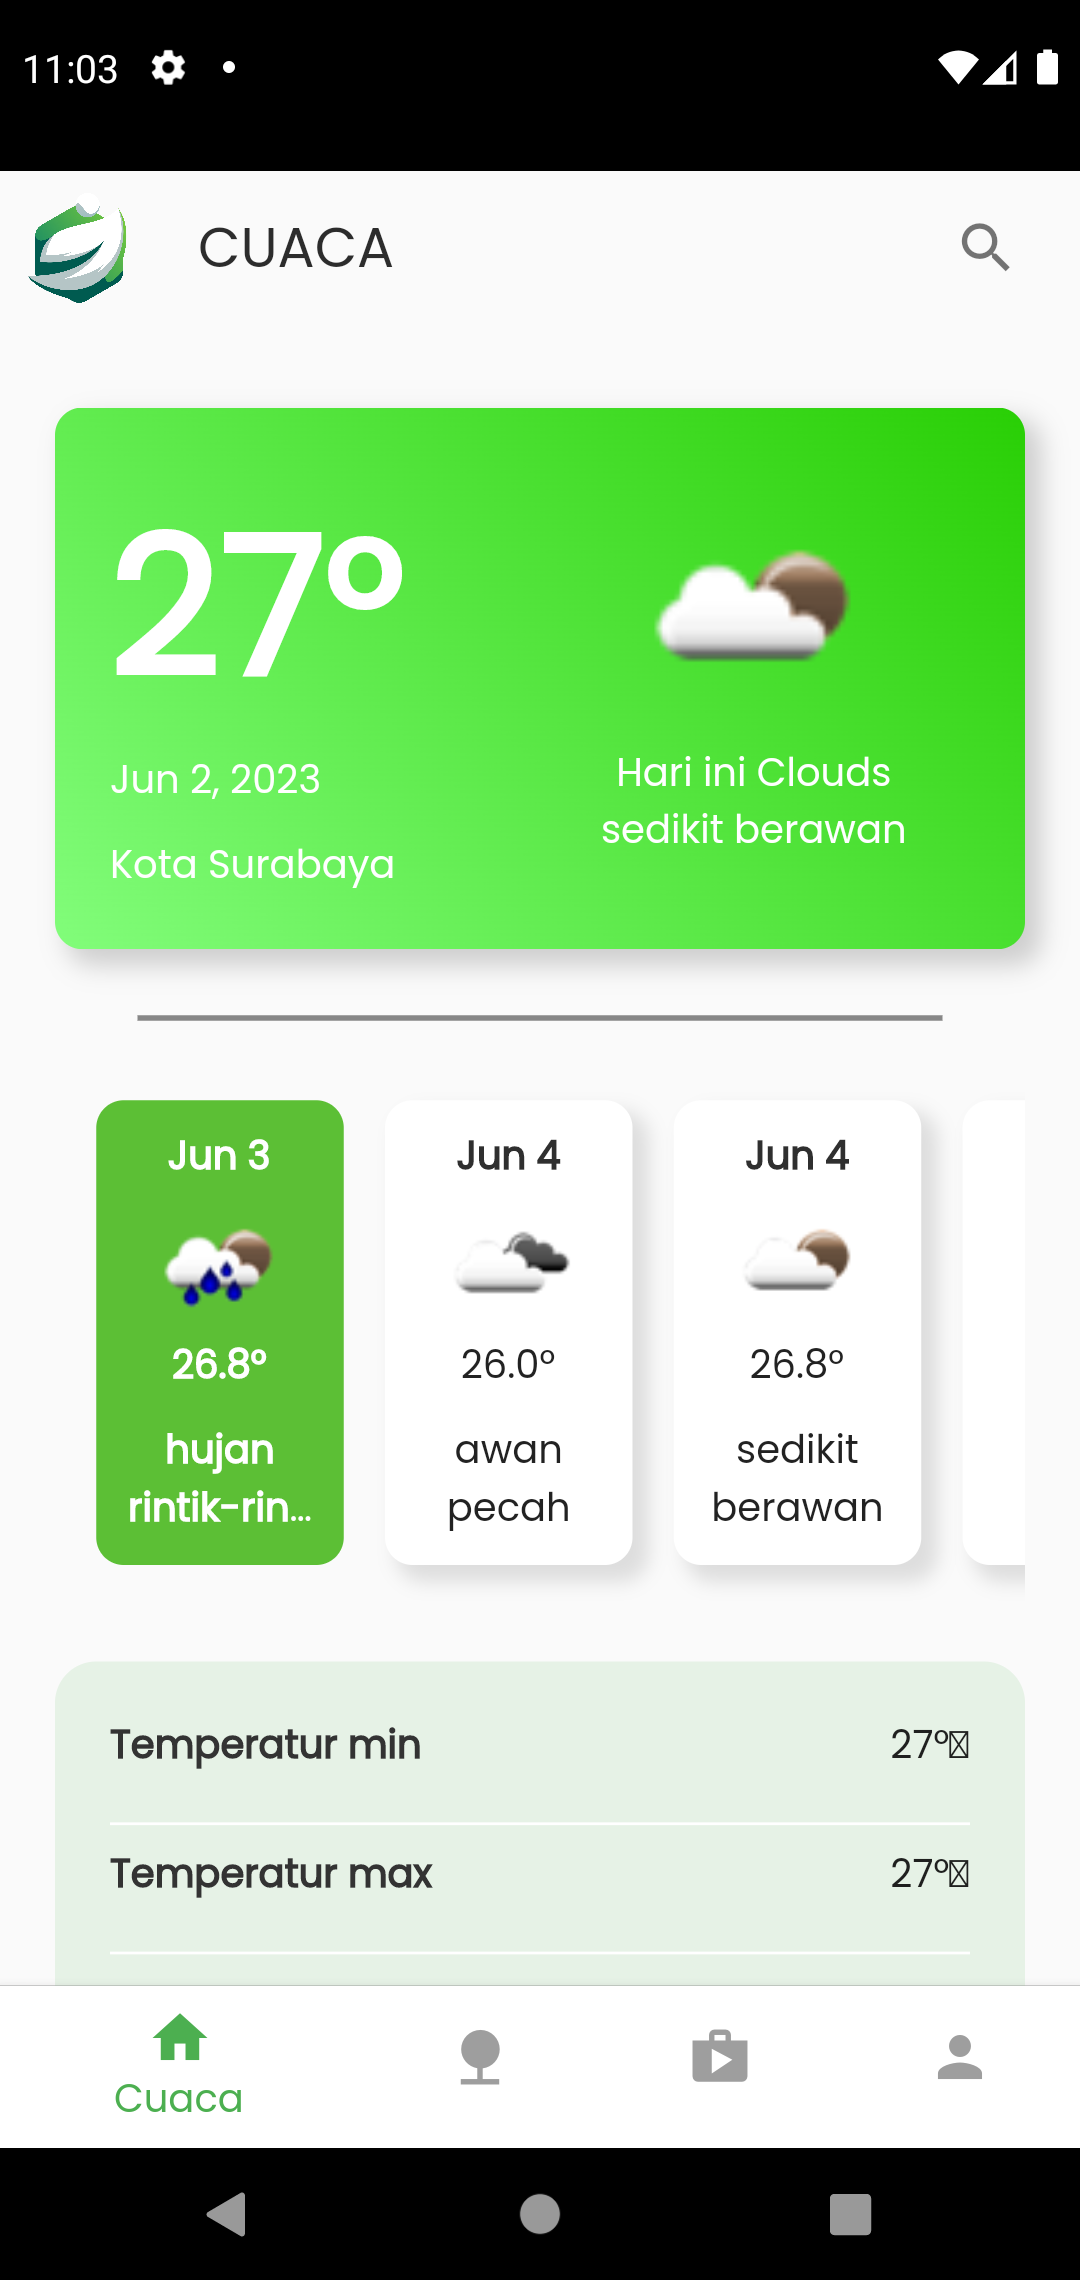 11:03
CUACA
27°
Jun 2, 2023
Kota Surabaya
Hari ini Clouds
sedikit berawan
Jun 3
26.8°
hujan
rintik-rin...
Jun 4
26.0°
awan
pecah
Jun 4
26.8°
sedikit
berawan
Temperatur min
27°
Temperatur max
27°
Cuaca